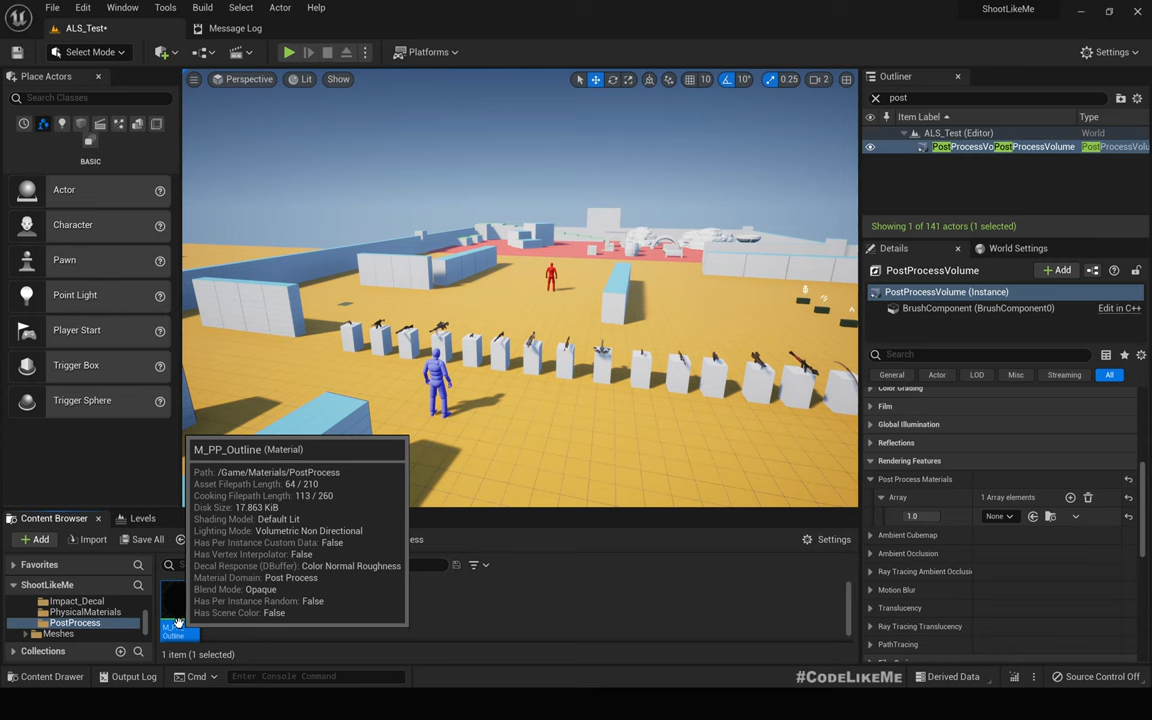 File Edit Window Tools Build Select Actor Help
ShootLikeMe
ALS_Test•
Message Log
Select Mode
Platforms
Settings
Place Actors
Perspective
Lit
Show
10
10°
0.25
2
Outliner
Search Classes
post
Item Label
Type
ALS_Test (Editor)
World
PostProcessVoPostProcessVolume
PostProcessVolu
BASIC
Actor
Character
Pawn
Point Light
Player Start
Trigger Box
Trigger Sphere
Showing 1 of 141 actors (1 selected)
Details
World Settings
PostProcessVolume
Add
PostProcessVolume (Instance)
BrushComponent (BrushComponent0)
Edit in C++
Search
General
Actor
LOD
Misc
Streaming
All
Color Grading
Film
Global Illumination
Reflections
Rendering Features
Post Process Materials
Array
1 Array elements
1.0
None
Ambient Cubemap
Ambient Occlusion
Ray Tracing Ambient Occlusio
Motion Blur
Translucency
Ray Tracing Translucency
PathTracing
M_PP_Outline (Material)
Path: /Game/Materials/PostProcess
Asset Filepath Length: 64 / 210
Cooking Filepath Length: 113 / 260
Disk Size: 17.863 KiB
Shading Model: Default Lit
Lighting Mode: Volumetric Non Directional
Has Per Instance Custom Data: False
Has Vertex Interpolator: False
Decal Response (DBuffer): Color Normal Roughness
Material Domain: Post Process
Blend Mode: Opaque
Has Per Instance Random: False
Has Scene Color: False
Content Browser
Levels
Add
Import
Save All
ess
Settings
Favorites
ShootLikeMe
Impact_Decal
PhysicalMaterials
PostProcess
Meshes
Collections
Outline
1 item (1 selected)
Content Drawer
Output Log
Cmd
Enter Console Command
#CODELIKEME
Derived Data
Source Control Off